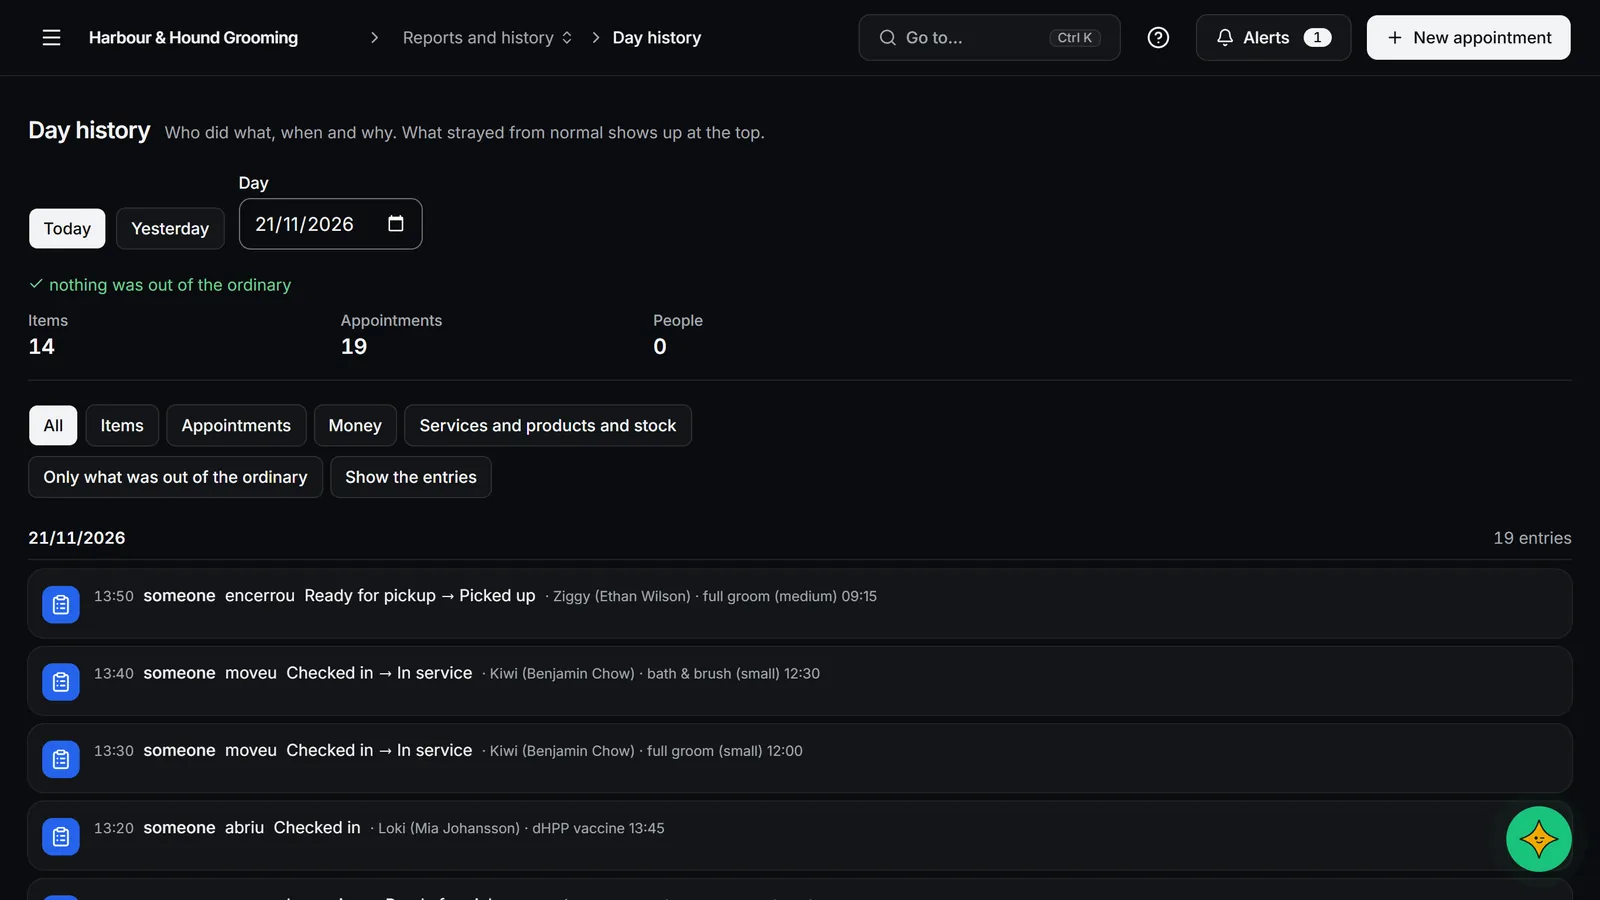 Harbour & Hound Grooming
Reports and history
Day history
Go to...
Ctrl K
Alerts 1
New appointment
Day history
Who did what, when and why. What strayed from normal shows up at the top.
Day
Today
Yesterday
21/11/2026
nothing was out of the ordinary
Items
Appointments
People
14
19
0
All
Items
Appointments
Money
Services and products and stock
Only what was out of the ordinary
Show the entries
21/11/2026
19 entries
13:50 someone encerrou Ready for pickup → Picked up · Ziggy (Ethan Wilson) · full groom (medium) 09:15
13:40 someone moveu Checked in → In service · Kiwi (Benjamin Chow) · bath & brush (small) 12:30
13:30 someone moveu Checked in → In service · Kiwi (Benjamin Chow) · full groom (small) 12:00
13:20 someone abriu Checked in · Loki (Mia Johansson) · dHPP vaccine 13:45